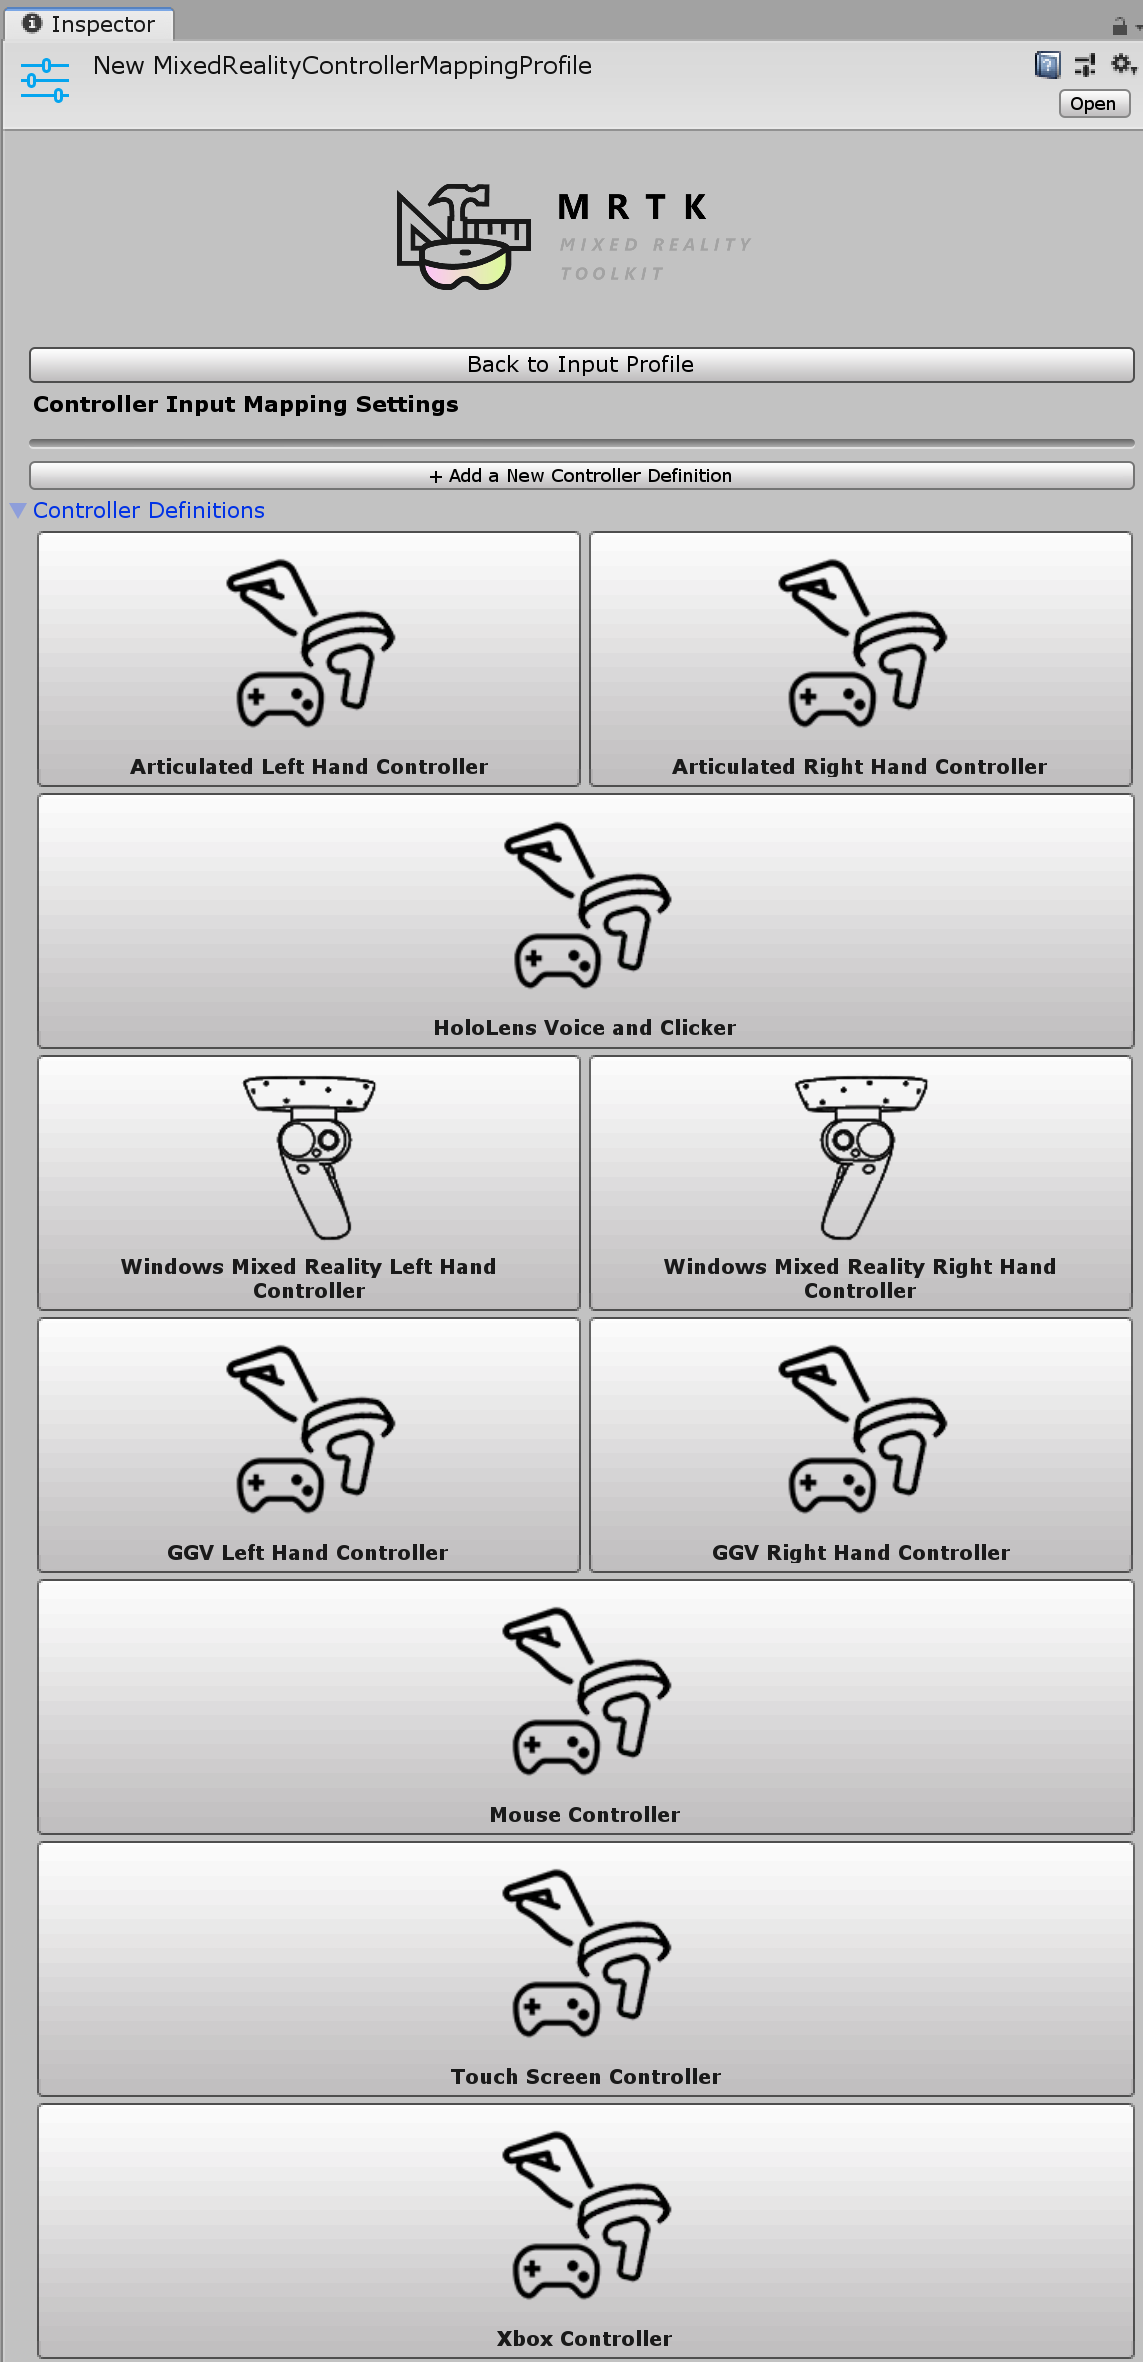 Inspector
New MixedRealityControllerMappingProfile
Open
MRTK
MIXED REALITY
TOOLKIT
Back to Input Profile
Controller Input Mapping Settings
+ Add a New Controller Definition
Controller Definitions
Articulated Left Hand Controller
Articulated Right Hand Controller
HoloLens Voice and Clicker
Windows Mixed Reality Left Hand
Controller
Windows Mixed Reality Right Hand
Controller
GGV Left Hand Controller
GGV Right Hand Controller
Mouse Controller
Touch Screen Controller
Xbox Controller